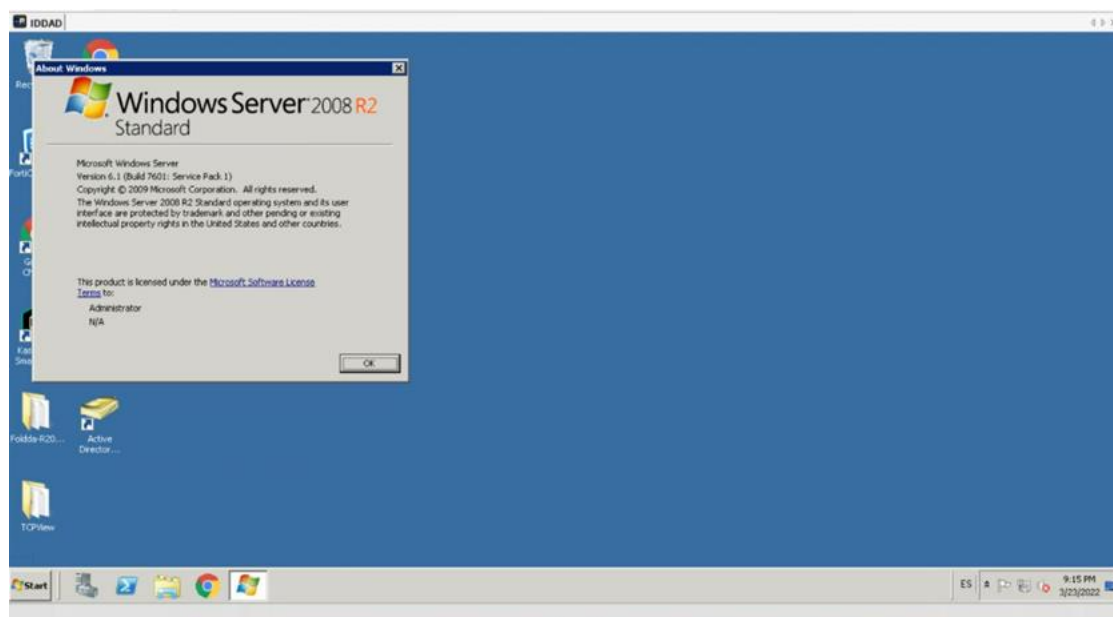 IDDAD
About Windows
Windows Server 2008 R2
Standard
Microsoft Windows Server
Version 6.1 (Build 7601: Service Pack 1)
Copyright © 2009 Microsoft Corporation. All rights reserved.
The Windows Server 2008 R2 Standard operating system and its user
interface are protected by trademark and other pending or existing
intellectual property rights in the United States and other countries.
This product is licensed under the Microsoft Software License
Terms to:
Administrator
N/A
OK
Active
Director...
TCPView
Start
ES
9:15 PM
3/23/2022